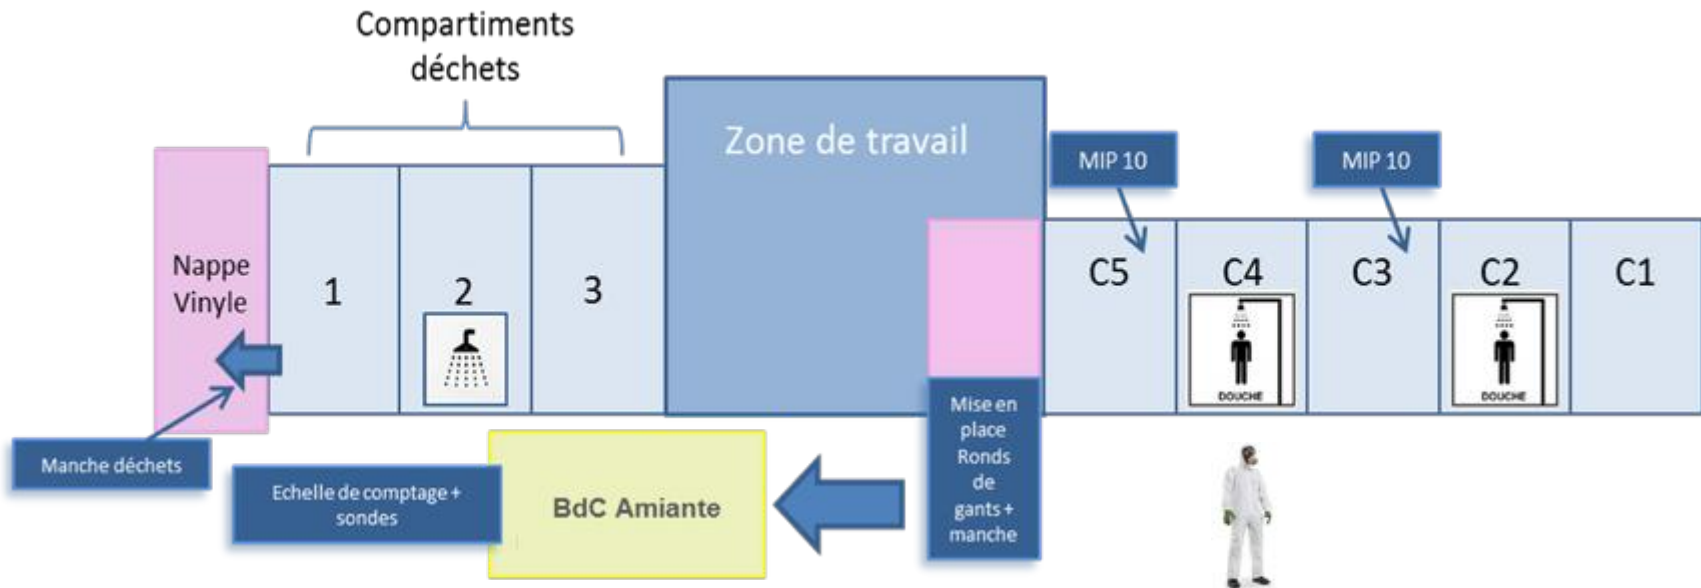 Compartiments
déchets
Zone de travail
MIP 10
MIP 10
Nappe
Vinyle
1
2
3
C5
C4
C3
C2
C1
DOUCHE
DOUCHE
Manche déchets
Echelle de comptage +
sondes
BdC Amiante
Mise en
place
Ronds
de
gants +
manche